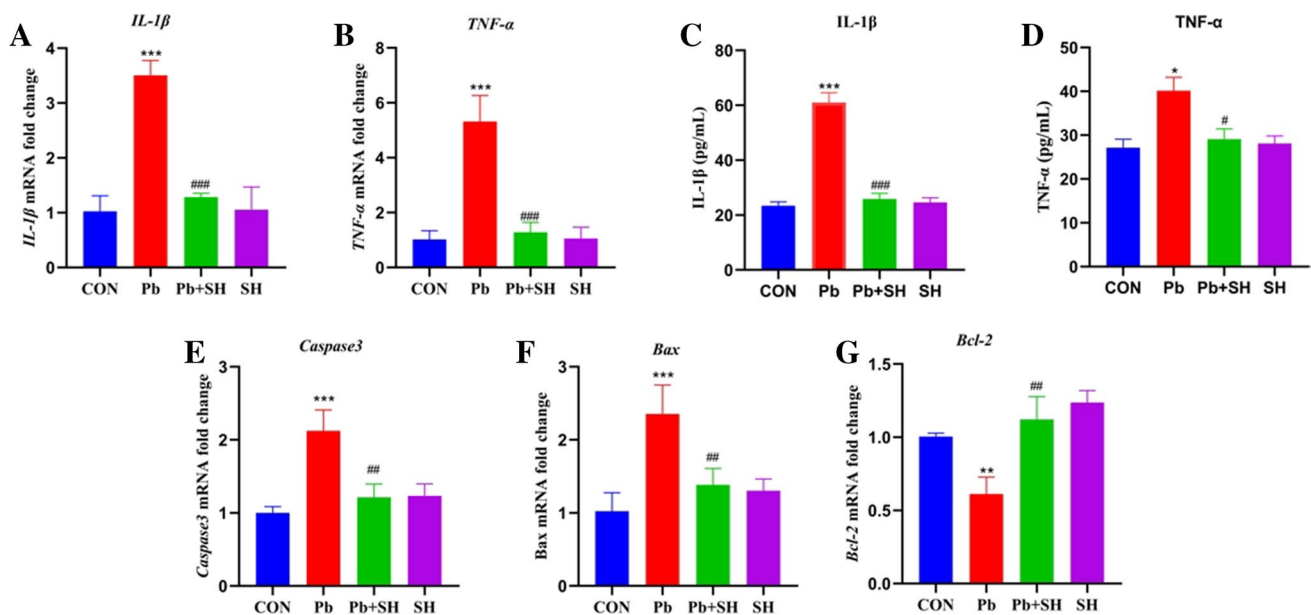 A
IL-1β
IL-1β mRNA fold change
4
3
2
1
0
***
###
CON Pb Pb+SH SH
B
TNF-α
TNF-α mRNA fold change
8
6
4
2
0
***
###
CON Pb Pb+SH SH
C
IL-1β
IL-1β (pg/mL)
80
60
40
20
0
***
###
CON Pb Pb+SH SH
D
TNF-α
TNF-α (pg/mL)
50
40
30
20
10
0
*
#
CON Pb Pb+SH SH
E
Caspase3
Caspase3 mRNA fold change
3
2
1
0
***
##
CON Pb Pb+SH SH
F
Bax
Bax mRNA fold change
3
2
1
0
***
##
CON Pb Pb+SH SH
G
Bcl-2
Bcl-2 mRNA fold change
1.5
1.0
0.5
0.0
**
##
CON Pb Pb+SH SH